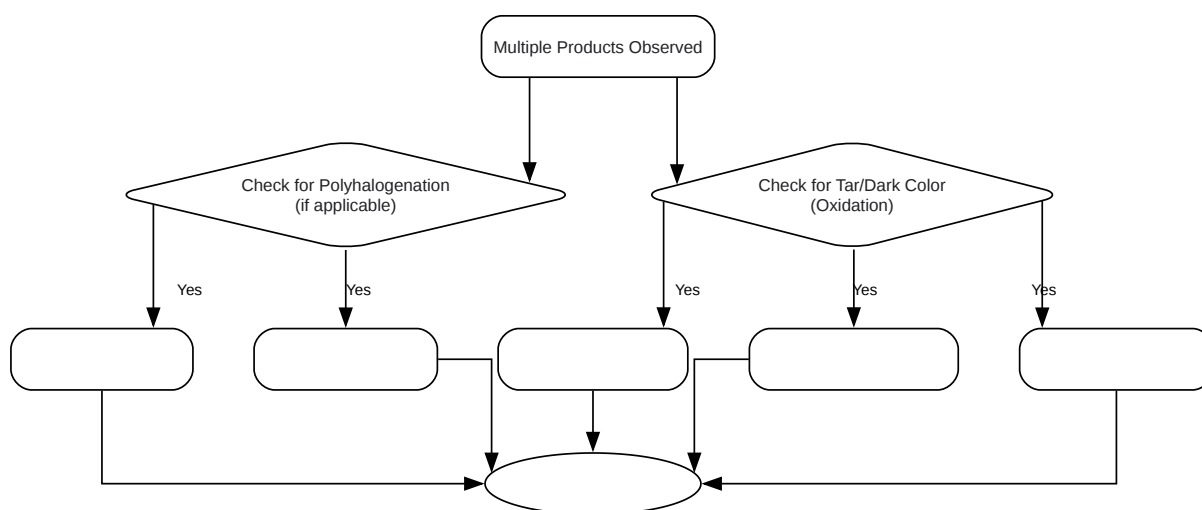 Multiple Products Observed
Check for Polyhalogenation
(if applicable)
Check for Tar/Dark Color
(Oxidation)
Yes
Yes
Yes
Yes
Yes